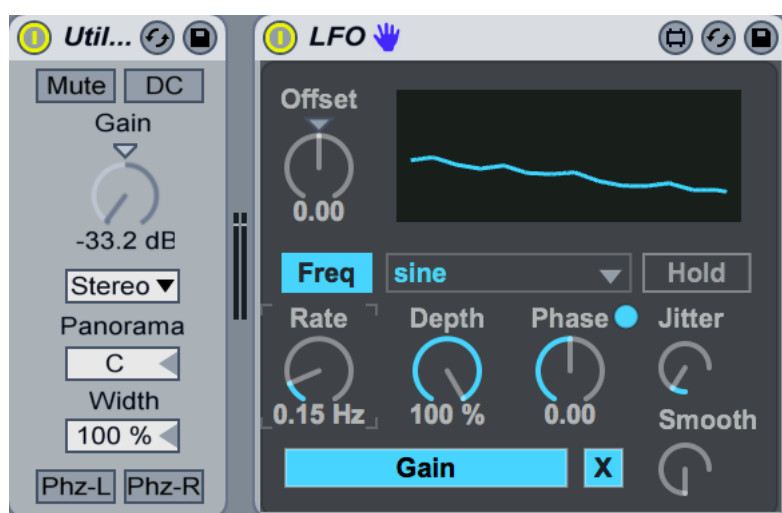 Util...
Mute DC
Gain
-33.2 dB
Stereo
Panorama
C
Width
100 %
Phz-L Phz-R
LFO
Offset
0.00
Freq sine Hold
Rate Depth Phase Jitter
0.15 Hz 100 % 0.00
Smooth
Gain X